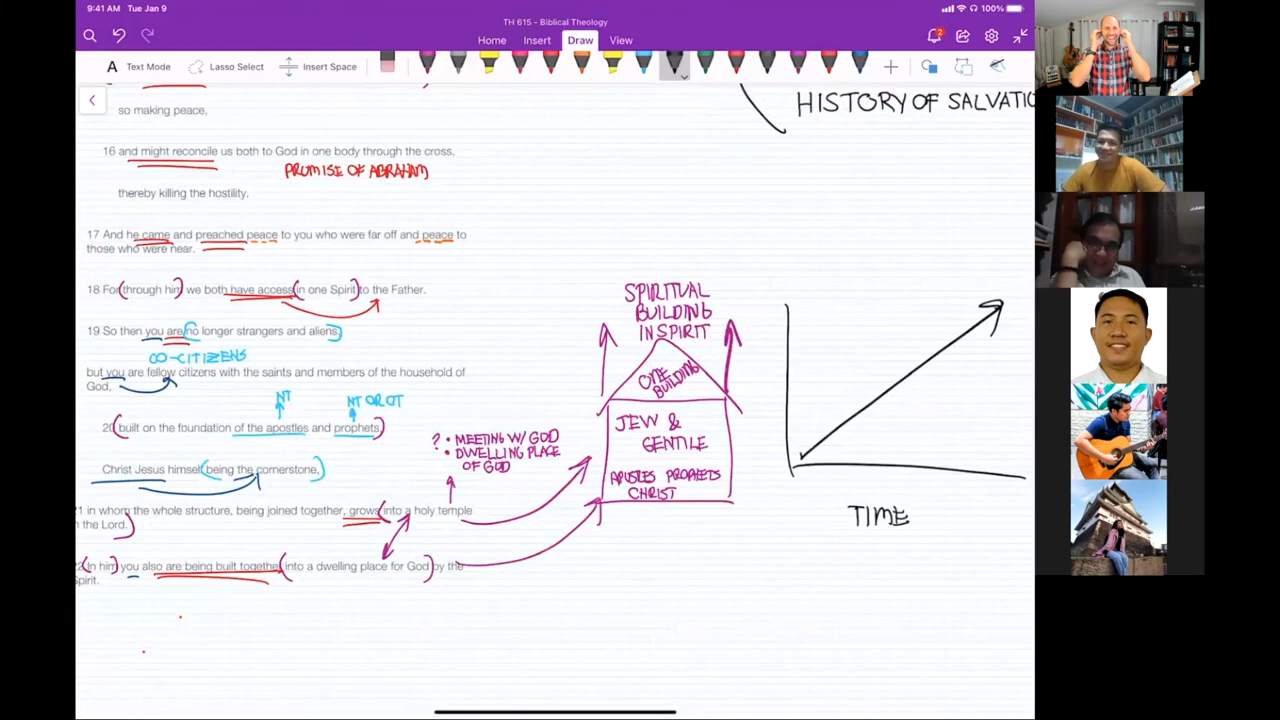 9:41 AM Tue Jan 9
100%
TH 615 - Biblical Theology
Home Insert Draw View
2
Text Mode Lasso Select Insert Space
so making peace,
HISTORY OF SALVATIO
16 and might reconcile us both to God in one body through the cross.
PROMISE OF ABRAHAM
thereby killing the hostility.
17 And he came and preached peace to you who were far off and peace to
those who were near.
18 For through him we both have access in one Spirit to the Father.
19 So then you are no longer strangers and aliens
CO-CITIZENS
but you are fellow citizens with the saints and members of the household of
God,
NT
NT OR OT
20 built on the foundation of the apostles and prophets
Christ Jesus himself being the cornerstone,
21 in whom the whole structure, being joined together, grows into a holy temple
in the Lord.
22 In him you also are being built together into a dwelling place for God by the
Spirit.
? • MEETING W/ GOD
• DWELLING PLACE
OF GOD
SPIRITUAL
BUILDING
IN SPIRIT
ONE
BUILDING
JEW &
GENTILE
APOSTLES PROPHETS
CHRIST
TIME